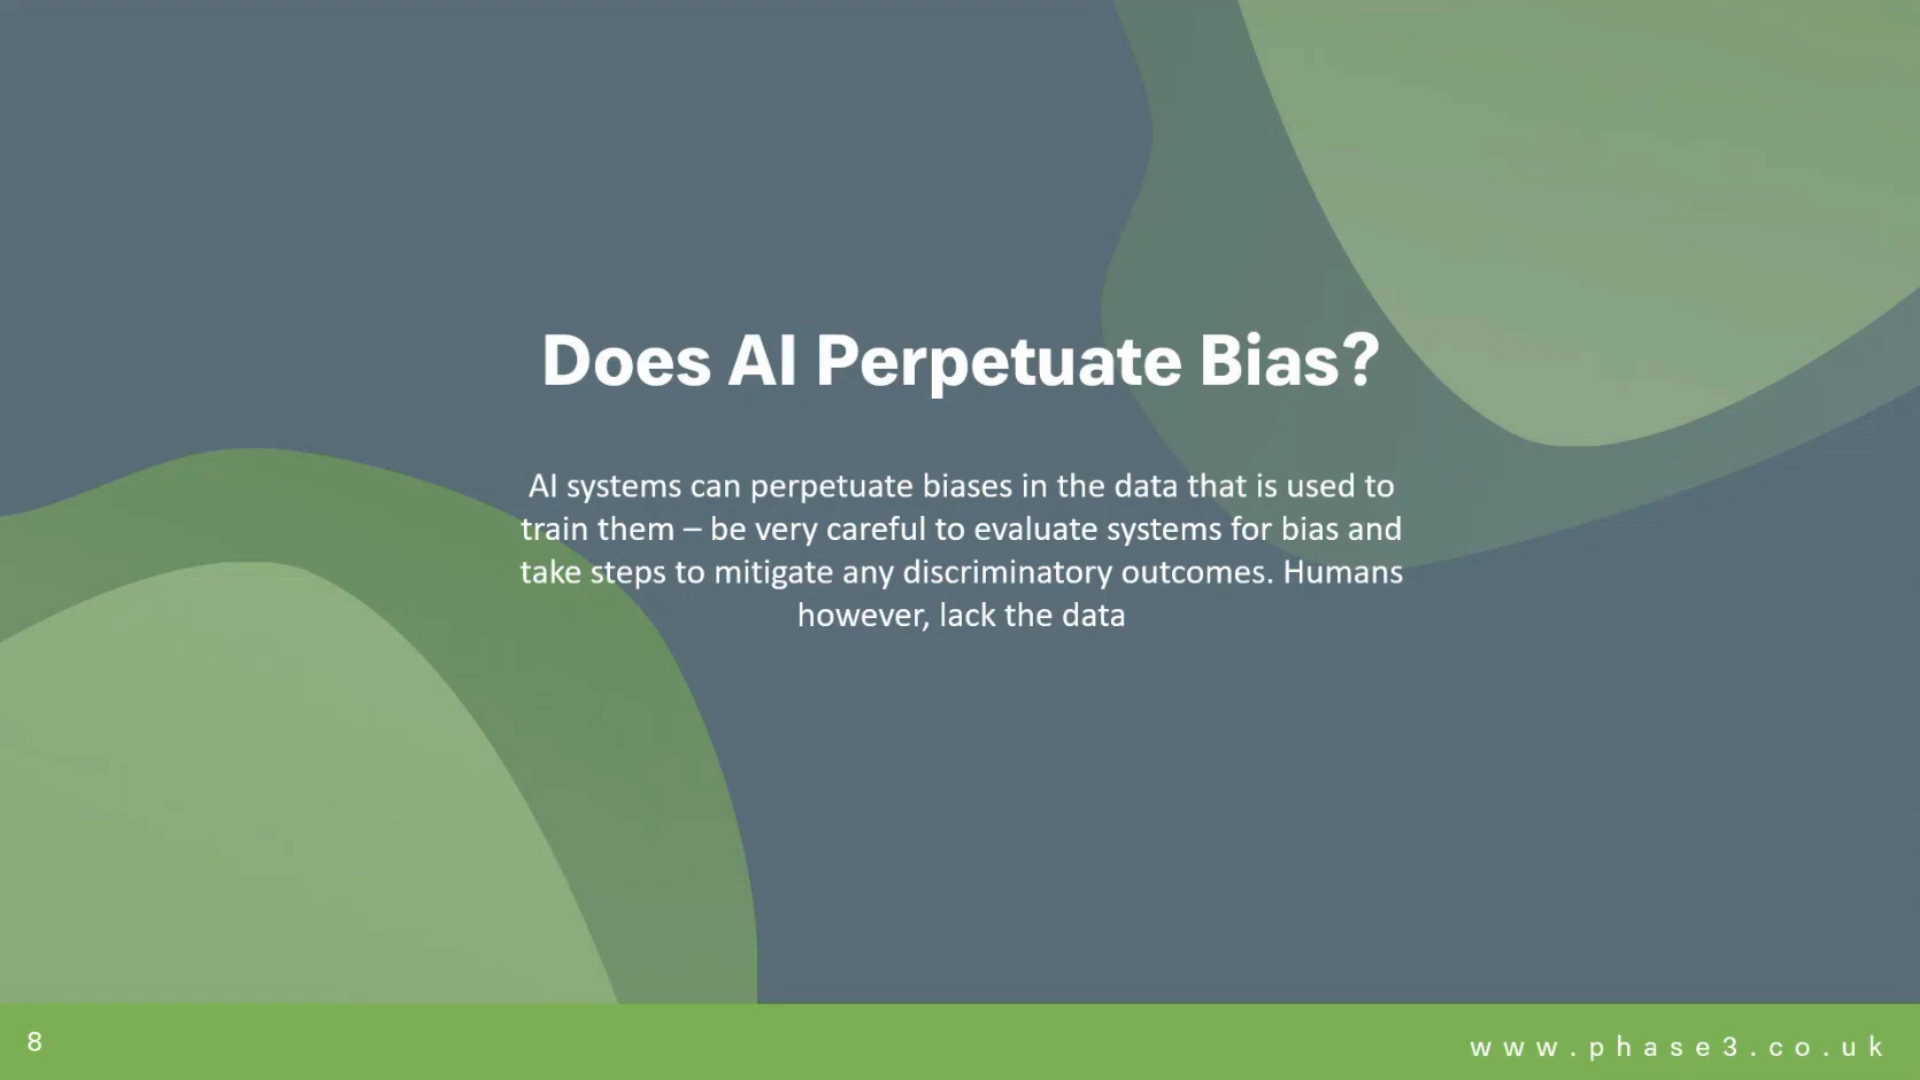 Does AI Perpetuate Bias?
AI systems can perpetuate biases in the data that is used to
train them – be very careful to evaluate systems for bias and
take steps to mitigate any discriminatory outcomes. Humans
however, lack the data
8
www.phase3.co.uk